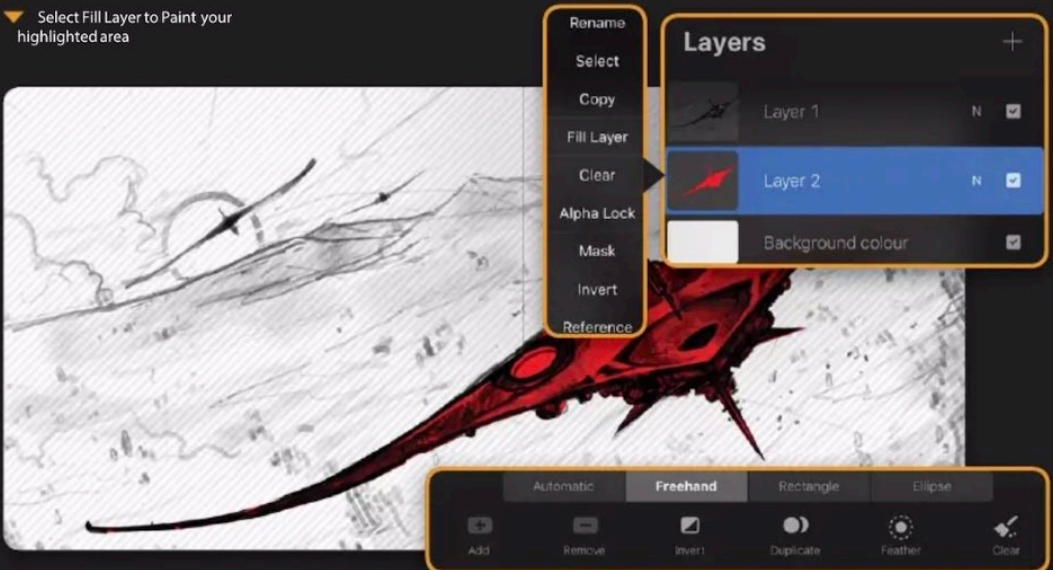 Select Fill Layer to Paint your
highlighted area
Rename
Select
Copy
Fill Layer
Clear
Alpha Lock
Mask
Invert
Reference
Layers
Layer 1 N
Layer 2 N
Background colour
Automatic Freehand Rectangle Ellipse
Add Remove Invert Duplicate Feather Clear